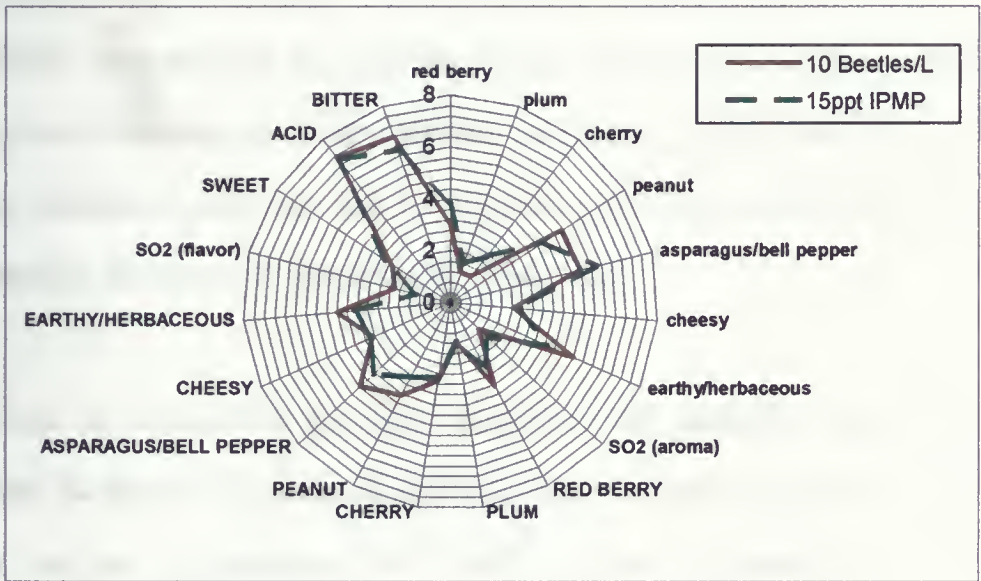 10 Beetles/L
15ppt IPMP
red berry
plum
cherry
peanut
asparagus/bell pepper
cheesy
earthy/herbaceous
SO2 (aroma)
RED BERRY
PLUM
CHERRY
PEANUT
ASPARAGUS/BELL PEPPER
CHEESY
EARTHY/HERBACEOUS
SO2 (flavor)
SWEET
ACID
BITTER
8
6
4
2
0